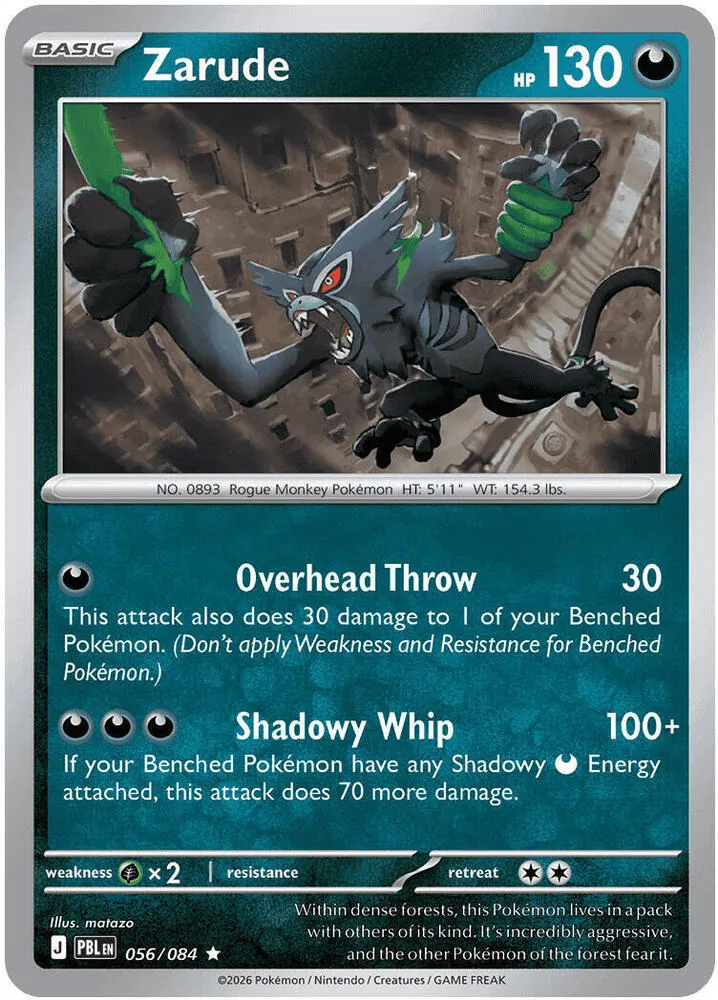 BASIC Zarude HP 130
NO. 0893 Rogue Monkey Pokémon HT: 5'11" WT: 154.3 lbs.
Overhead Throw 30
This attack also does 30 damage to 1 of your Benched
Pokémon. (Don't apply Weakness and Resistance for Benched
Pokémon.)
Shadowy Whip 100+
If your Benched Pokémon have any Shadowy Energy
attached, this attack does 70 more damage.
weakness ×2 resistance retreat
Illus. matazo
J PBL EN 056/084 ★
Within dense forests, this Pokémon lives in a pack
with others of its kind. It's incredibly aggressive,
and the other Pokémon of the forest fear it.
©2026 Pokémon / Nintendo / Creatures / GAME FREAK